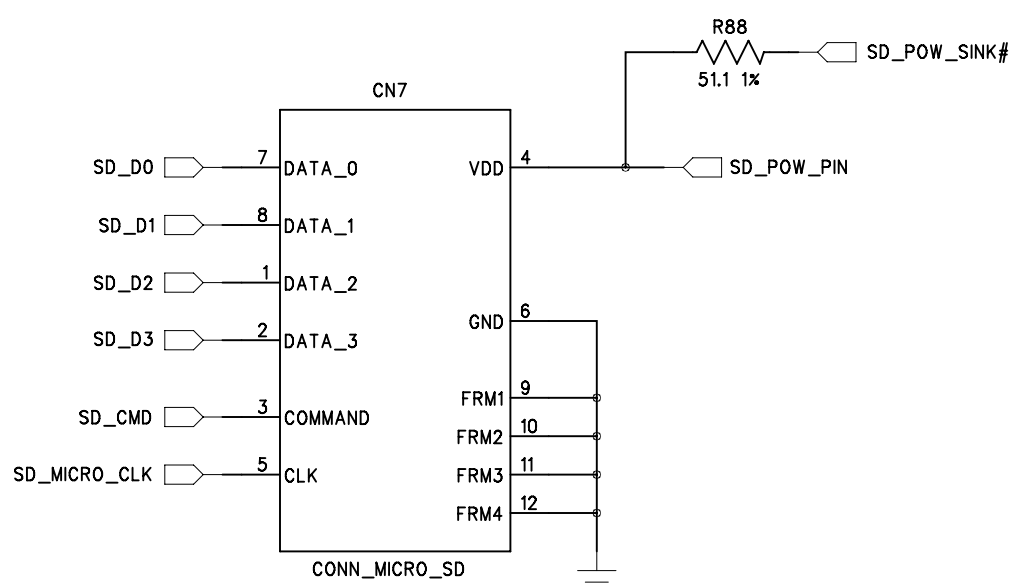 R88
SD_POW_SINK#
51.1 1%
CN7
SD_D0 7 DATA_0 VDD 4 SD_POW_PIN
SD_D1 8 DATA_1
SD_D2 1 DATA_2
GND 6
SD_D3 2 DATA_3
FRM1 9
SD_CMD 3 COMMAND
FRM2 10
SD_MICRO_CLK 5 CLK FRM3 11
FRM4 12
CONN_MICRO_SD